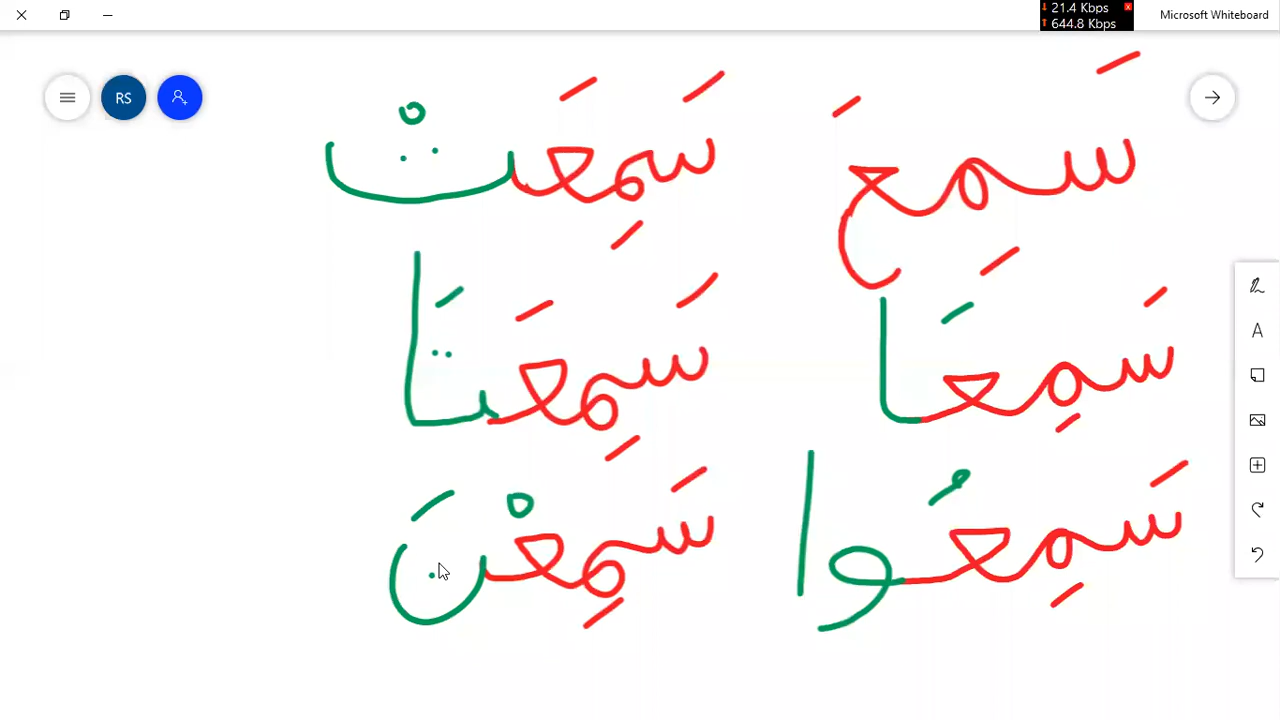 ↓ 21.4 Kbps x
↑ 644.8 Kbps
Microsoft Whiteboard
RS
سَمِعَ سَمِعَتْ
سَمِعَا سَمِعَتَا
سَمِعُوا سَمِعْنَ